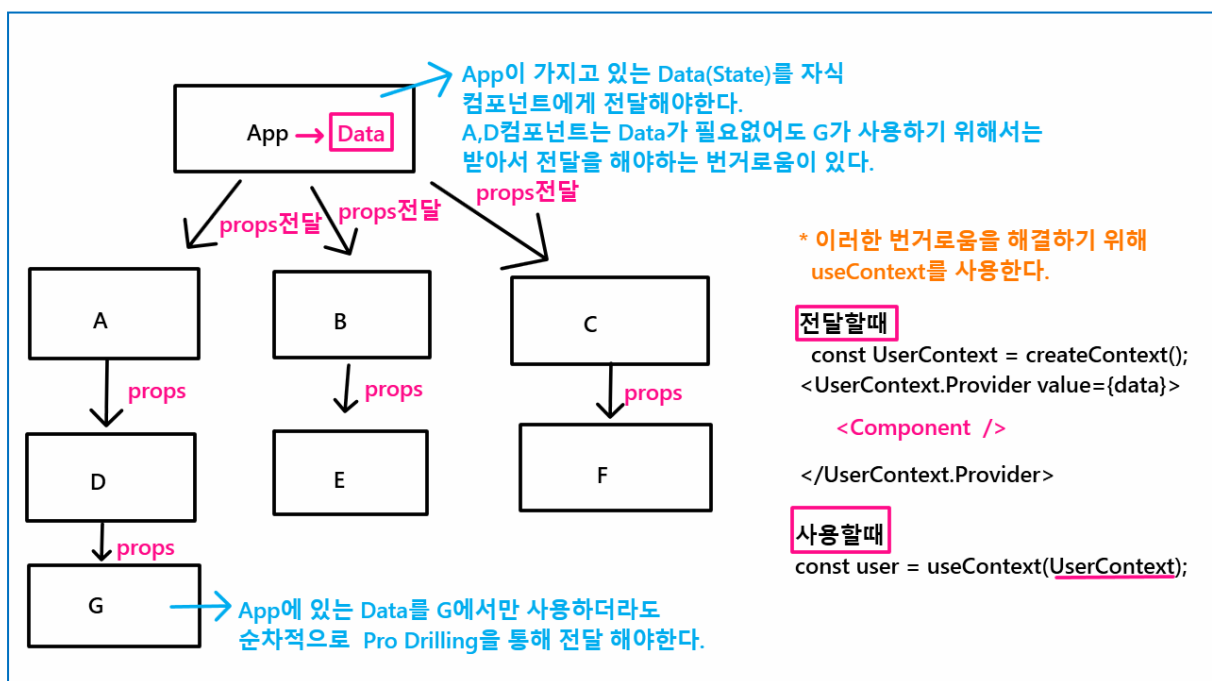 App이 가지고 있는 Data(State)를 자식
컴포넌트에게 전달해야한다.
A,D컴포넌트는 Data가 필요없어도 G가 사용하기 위해서는
받아서 전달을 해야하는 번거로움이 있다.
App → Data
props전달
props전달
props전달
* 이러한 번거로움을 해결하기 위해
useContext를 사용한다.
A
B
C
전달할때
const UserContext = createContext();
<UserContext.Provider value={data}>
<Component />
</UserContext.Provider>
props
props
props
D
E
F
사용할때
const user = useContext(UserContext);
props
G
App에 있는 Data를 G에서만 사용하더라도
순차적으로 Pro Drilling을 통해 전달 해야한다.